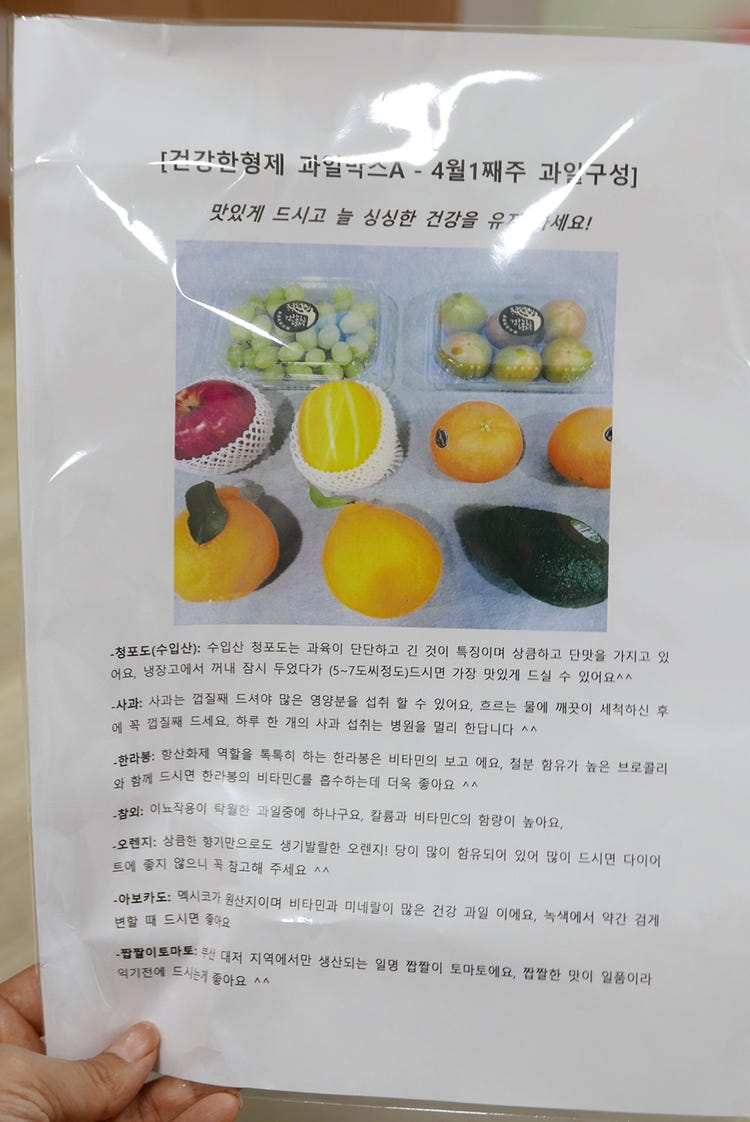 [건강한형제 과일박스A - 4월1째주 과일구성]
맛있게 드시고 늘 싱싱한 건강을 유지하세요!
-청포도(수입산): 수입산 청포도는 과육이 단단하고 긴 것이 특징이며 상큼하고 단맛을 가지고 있
어요, 냉장고에서 꺼내 잠시 두었다가 (5~7도씨정도)드시면 가장 맛있게 드실 수 있어요^^
-사과: 사과는 껍질째 드셔야 많은 영양분을 섭취 할 수 있어요, 흐르는 물에 깨끗이 세척하신 후
에 꼭 껍질째 드세요, 하루 한 개의 사과 섭취는 병원을 멀리 한답니다 ^^
-한라봉: 항산화제 역할을 톡톡히 하는 한라봉은 비타민의 보고 에요, 철분 함유가 높은 브로콜리
와 함께 드시면 한라봉의 비타민C를 흡수하는데 더욱 좋아요 ^^
-참외: 이뇨작용이 탁월한 과일중에 하나구요, 칼륨과 비타민C의 함량이 높아요,
-오렌지: 상큼한 향기만으로도 생기발랄한 오렌지! 당이 많이 함유되어 있어 많이 드시면 다이어
트에 좋지 않으니 꼭 참고해 주세요 ^^
-아보카도: 멕시코가 원산지이며 비타민과 미네랄이 많은 건강 과일 이에요, 녹색에서 약간 검게
변할 때 드시면 좋아요
-짭짤이토마토: 부산 대저 지역에서만 생산되는 일명 짭짤이 토마토에요, 짭짤한 맛이 일품이라
익기전에 드시는게 좋아요 ^^